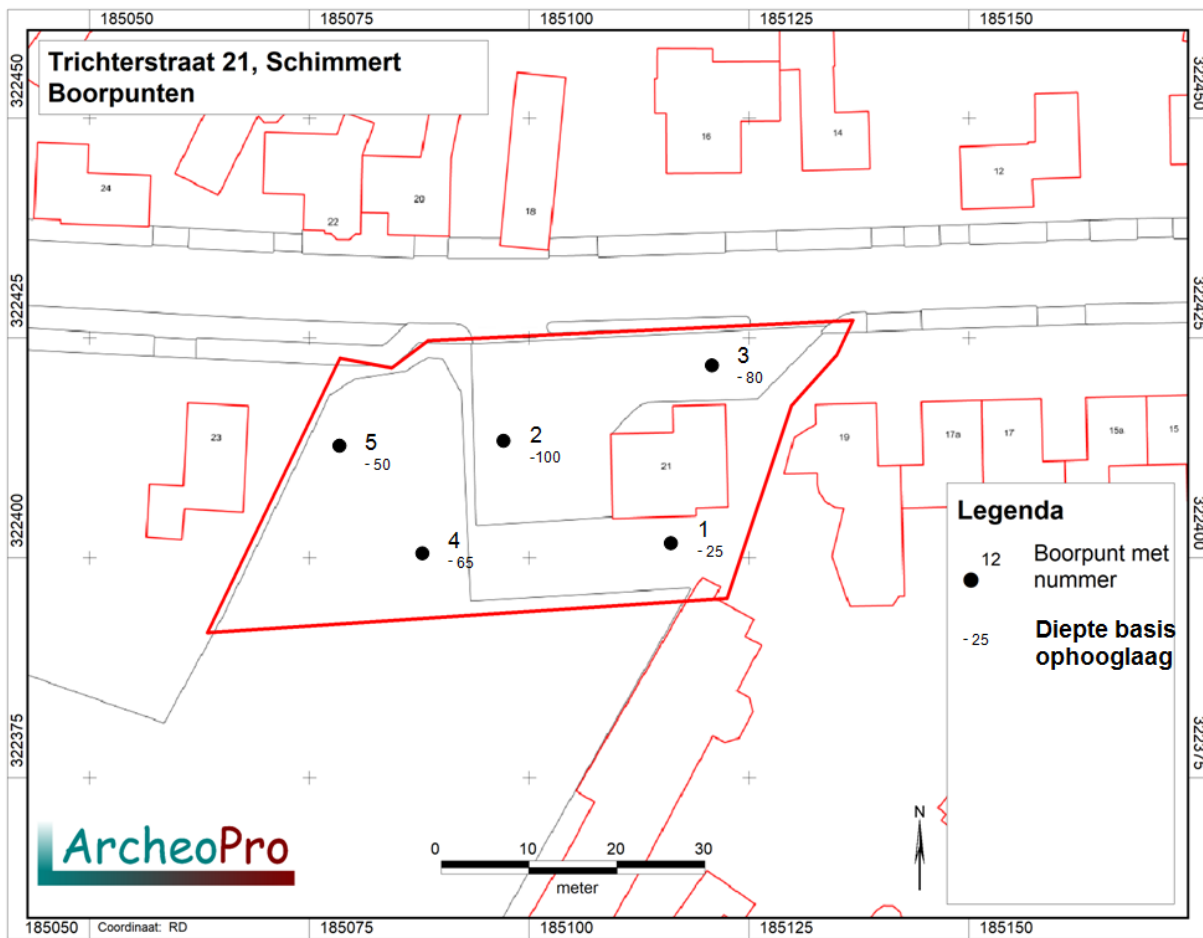 185050 185075 185100 185125 185150
Trichterstraat 21, Schimmert
Boorpunten
322450 322450
16 14
12
24 22 20 18
322425 322425
3
- 80
5
- 50
2
-100
23 21 19 17a 17 15a 15
322400 322400
4
- 65
1
- 25
Legenda
12 Boorpunt met
nummer
- 25 Diepte basis
ophooglaag
322375 322375
ArcheoPro
0 10 20 30
meter
N
185050 Coordinaat: RD 185075 185100 185125 185150